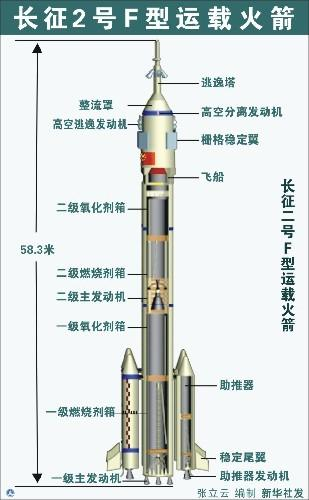 长征2号F型运载火箭
逃逸塔
整流罩
高空分离发动机
高空逃逸发动机
栅格稳定翼
飞船
二级氧化剂箱
58.3米
二级燃烧剂箱
二级主发动机
一级氧化剂箱
助推器
一级燃烧剂箱
稳定尾翼
一级主发动机
助推器发动机
长征二号F型运载火箭
张立云 编制 新华社发